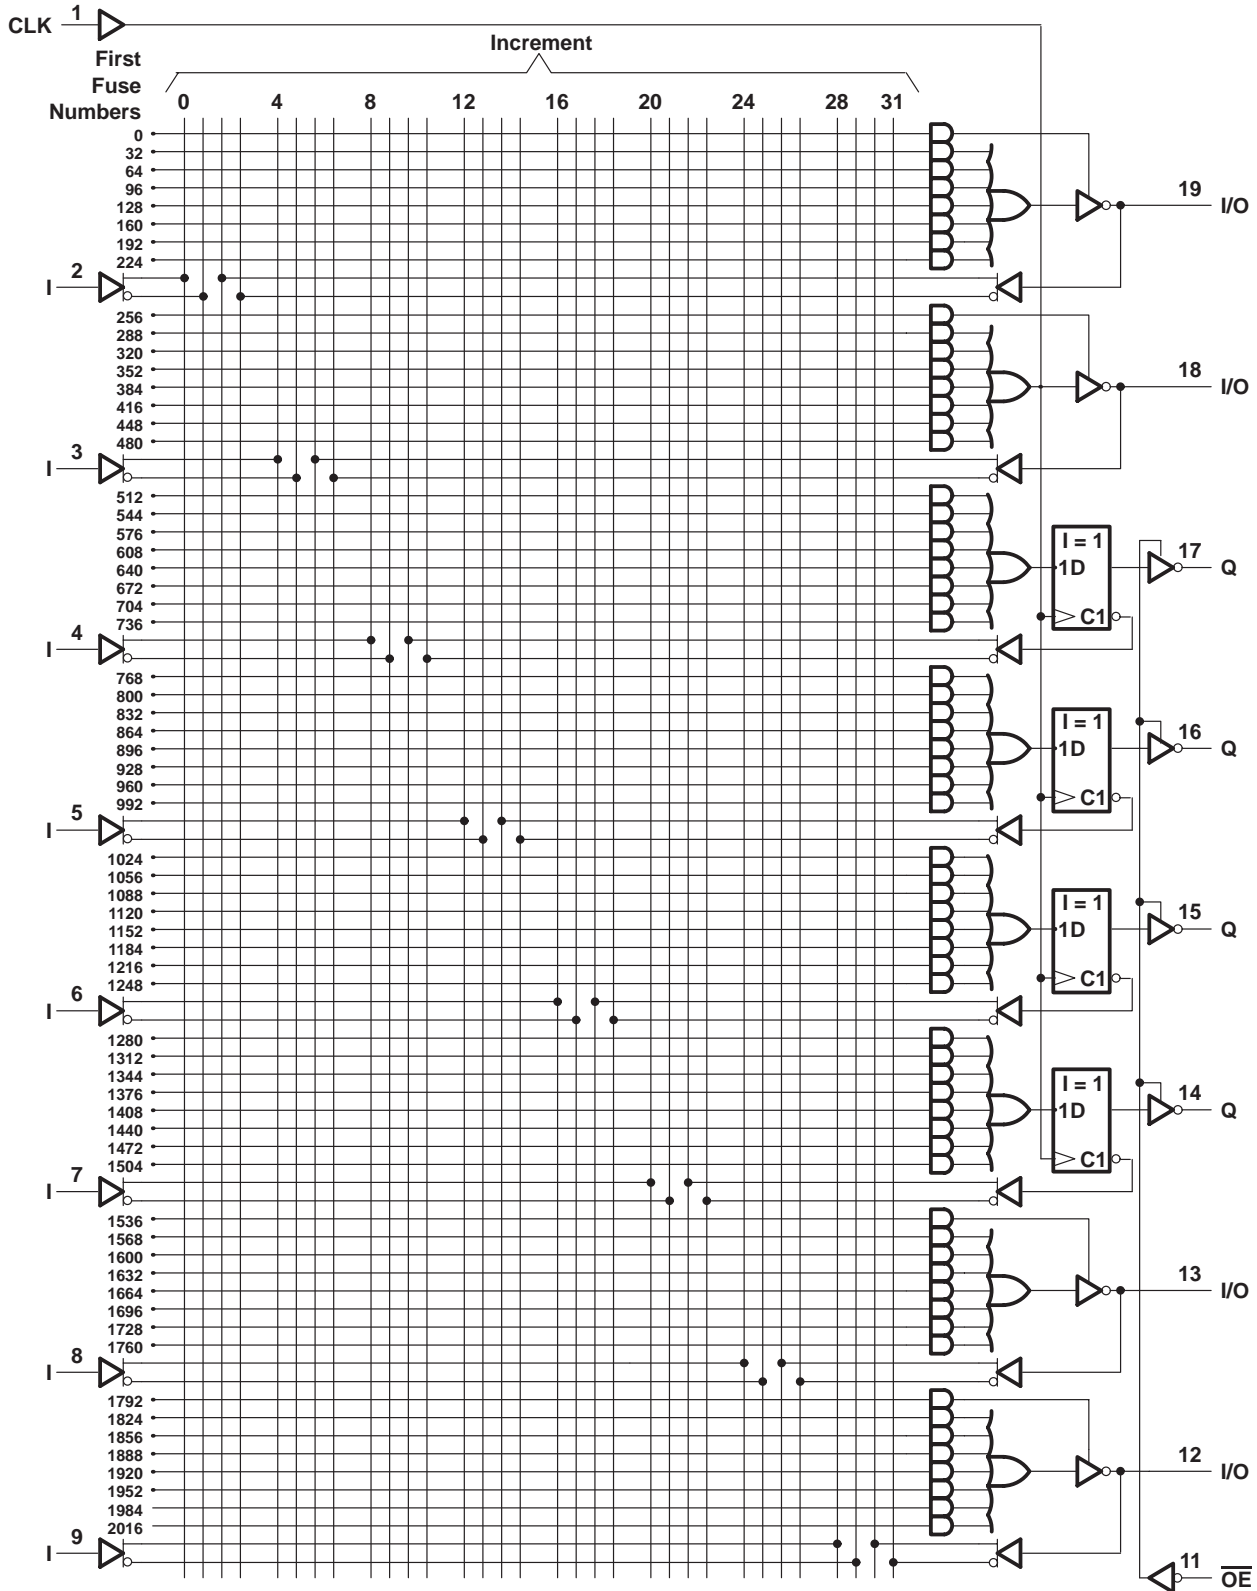 CLK 1
First Fuse Numbers
Increment
0 4 8 12 16 20 24 28 31
0
32
64
96
128
160
192
224
19 I/O
I 2
256
288
320
352
384
416
448
480
18 I/O
I 3
512
544
576
608
640
672
704
736
I = 1
1D
C1
17 Q
I 4
768
800
832
864
896
928
960
992
I = 1
1D
C1
16 Q
I 5
1024
1056
1088
1120
1152
1184
1216
1248
I = 1
1D
C1
15 Q
I 6
1280
1312
1344
1376
1408
1440
1472
1504
I = 1
1D
C1
14 Q
I 7
1536
1568
1600
1632
1664
1696
1728
1760
13 I/O
I 8
1792
1824
1856
1888
1920
1952
1984
2016
12 I/O
I 9
11 O̅E̅